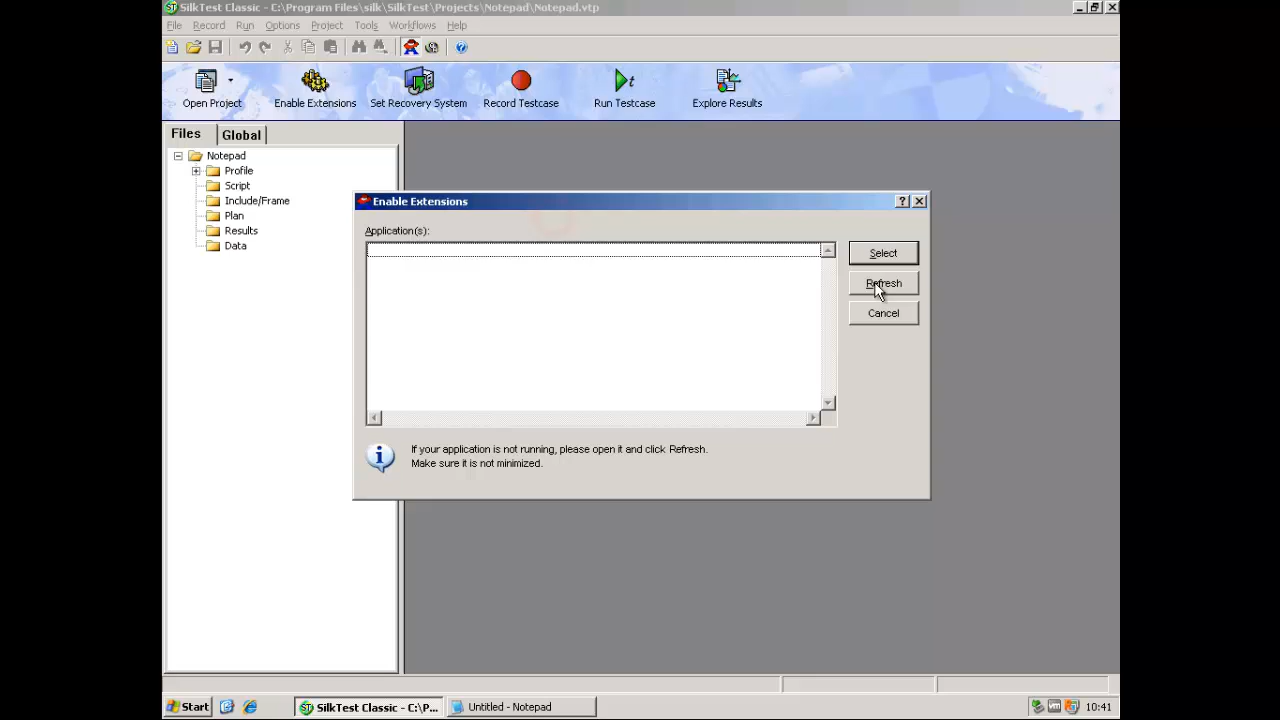 SilkTest Classic - C:\Program Files\silk\SilkTest\Projects\Notepad\Notepad.vtp
File Record Run Options Project Tools Workflows Help
Open Project Enable Extensions Set Recovery System Record Testcase Run Testcase Explore Results
Files Global
Notepad
Profile
Script
Include/Frame
Plan
Results
Data
Enable Extensions
Application(s):
Select
Refresh
Cancel
If your application is not running, please open it and click Refresh.
Make sure it is not minimized.
Start SilkTest Classic - C:\P... Untitled - Notepad 10:41